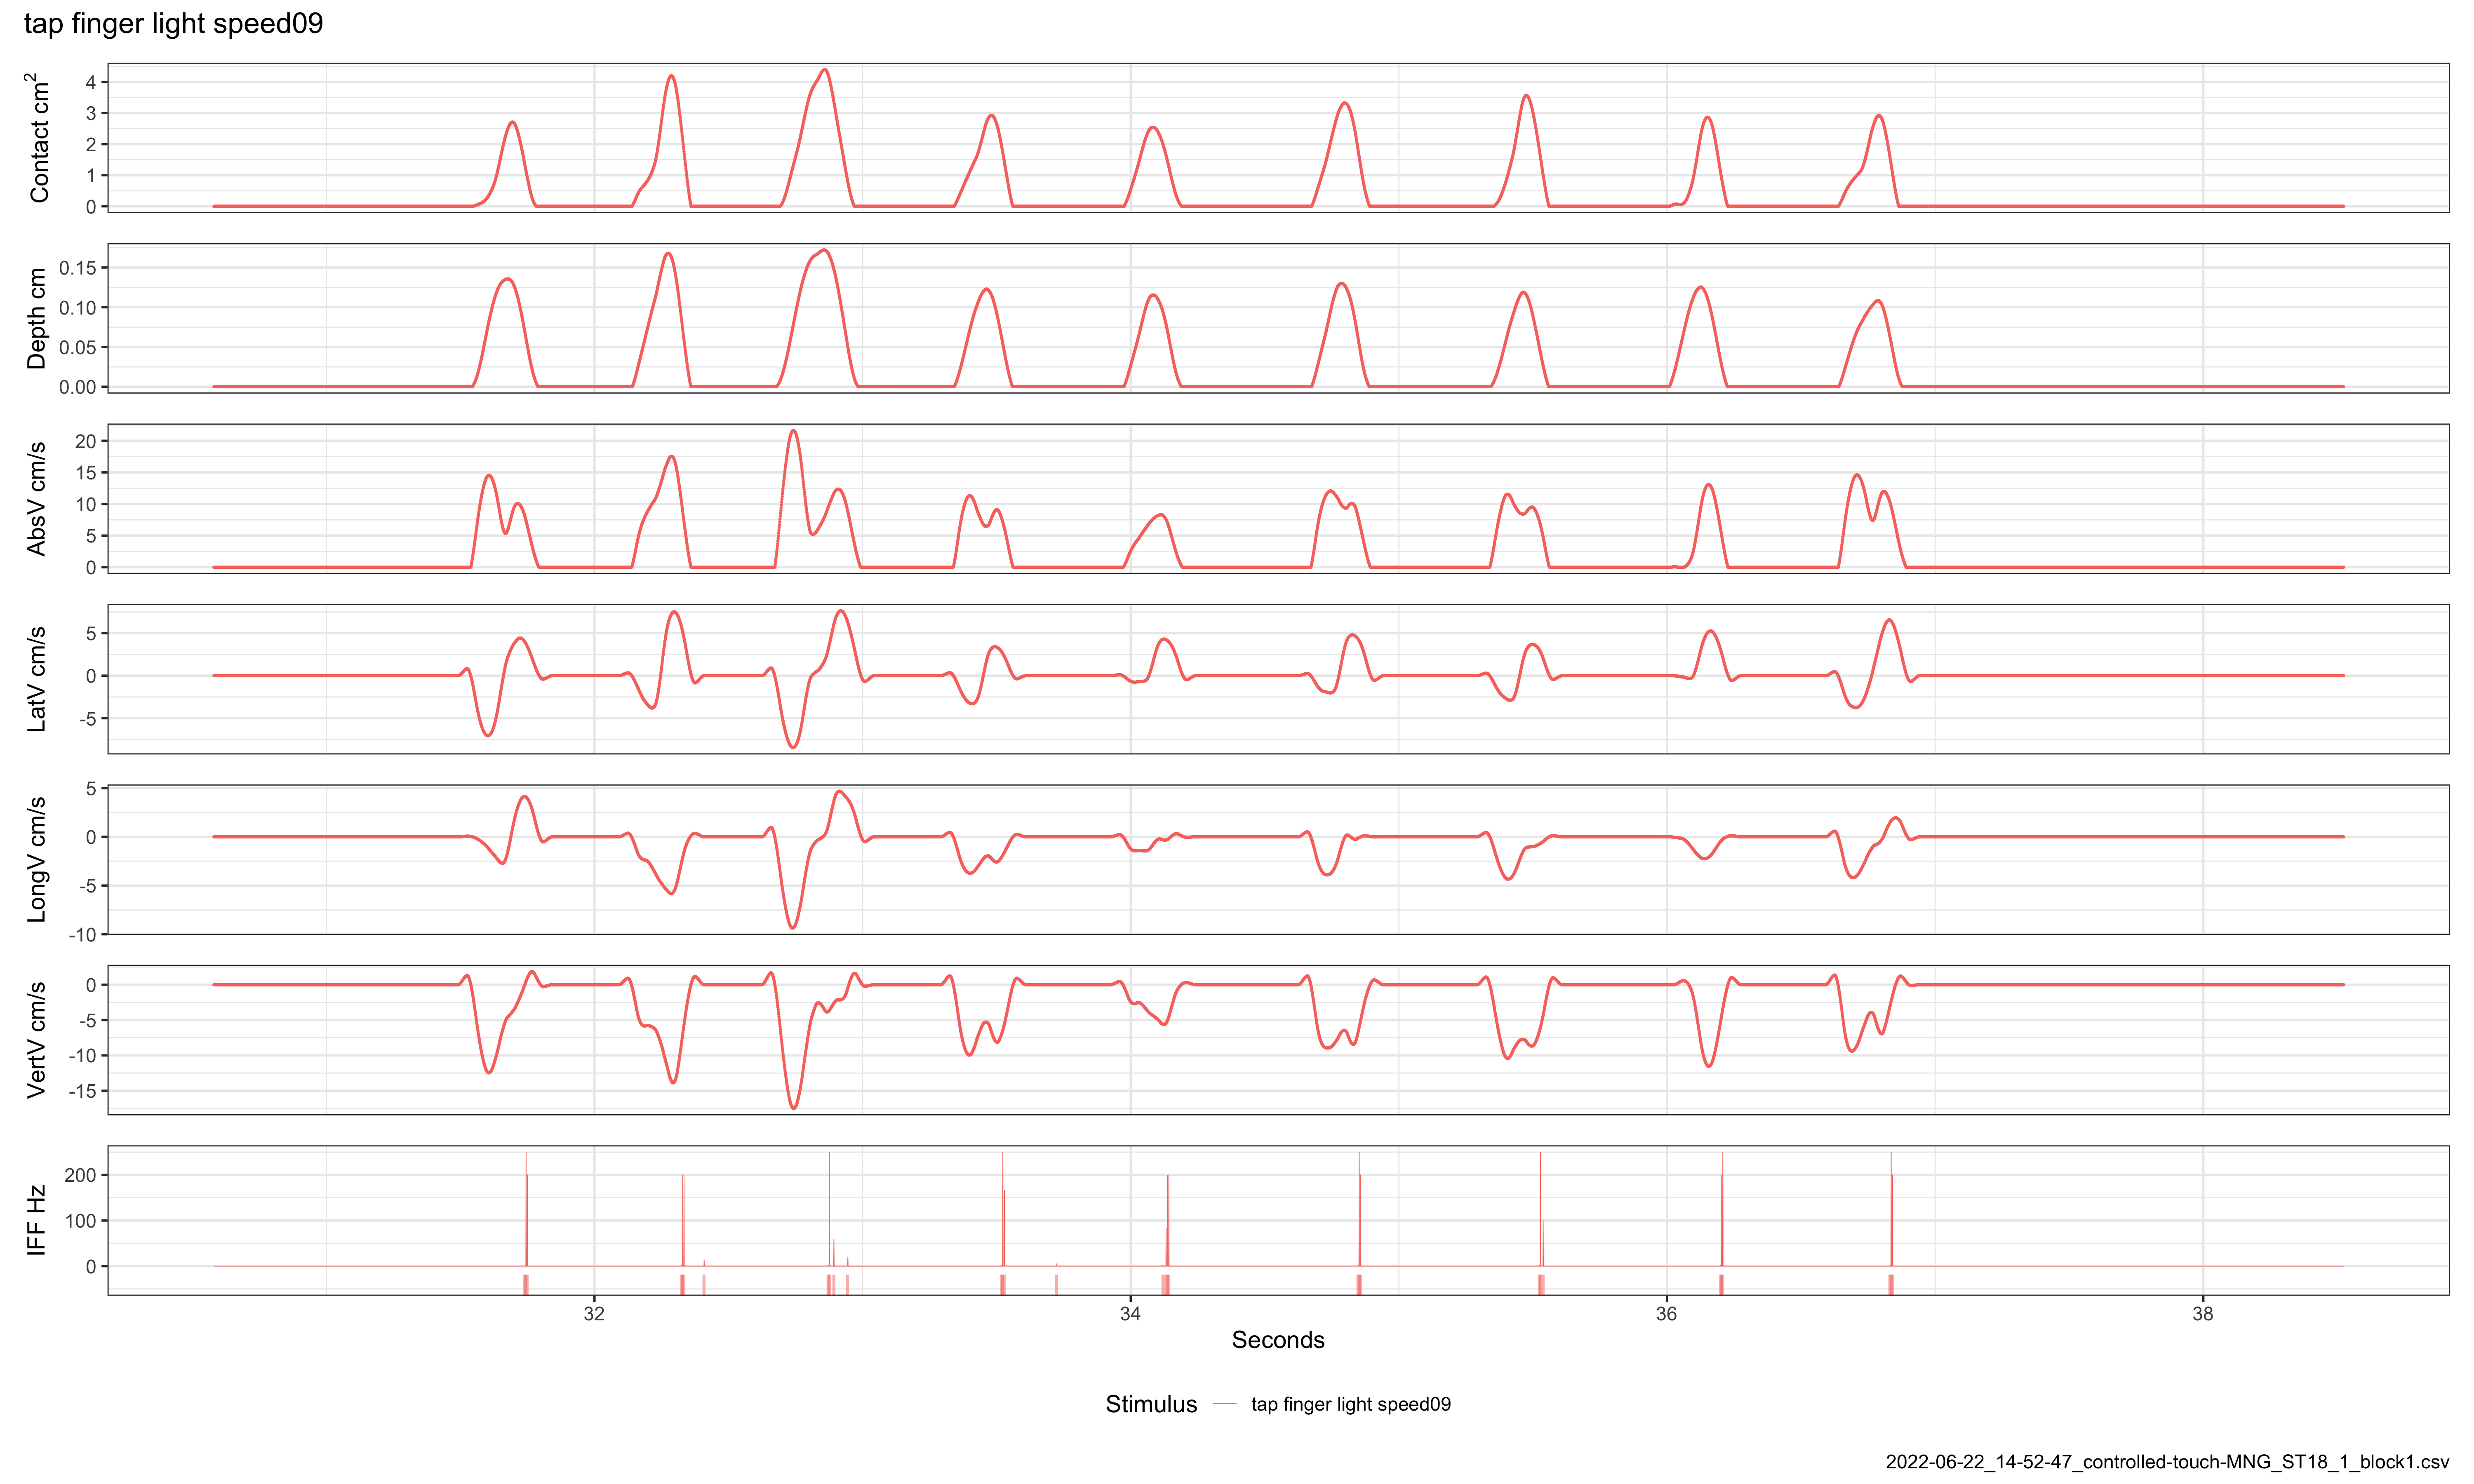 tap finger light speed09
Contact cm²
4
3
2
1
0
Depth cm
0.15
0.10
0.05
0.00
AbsV cm/s
20
15
10
5
0
LatV cm/s
5
0
-5
LongV cm/s
5
0
-5
-10
VertV cm/s
0
-5
-10
-15
IFF Hz
200
100
0
32 34 36 38
Seconds
Stimulus tap finger light speed09
2022-06-22_14-52-47_controlled-touch-MNG_ST18_1_block1.csv